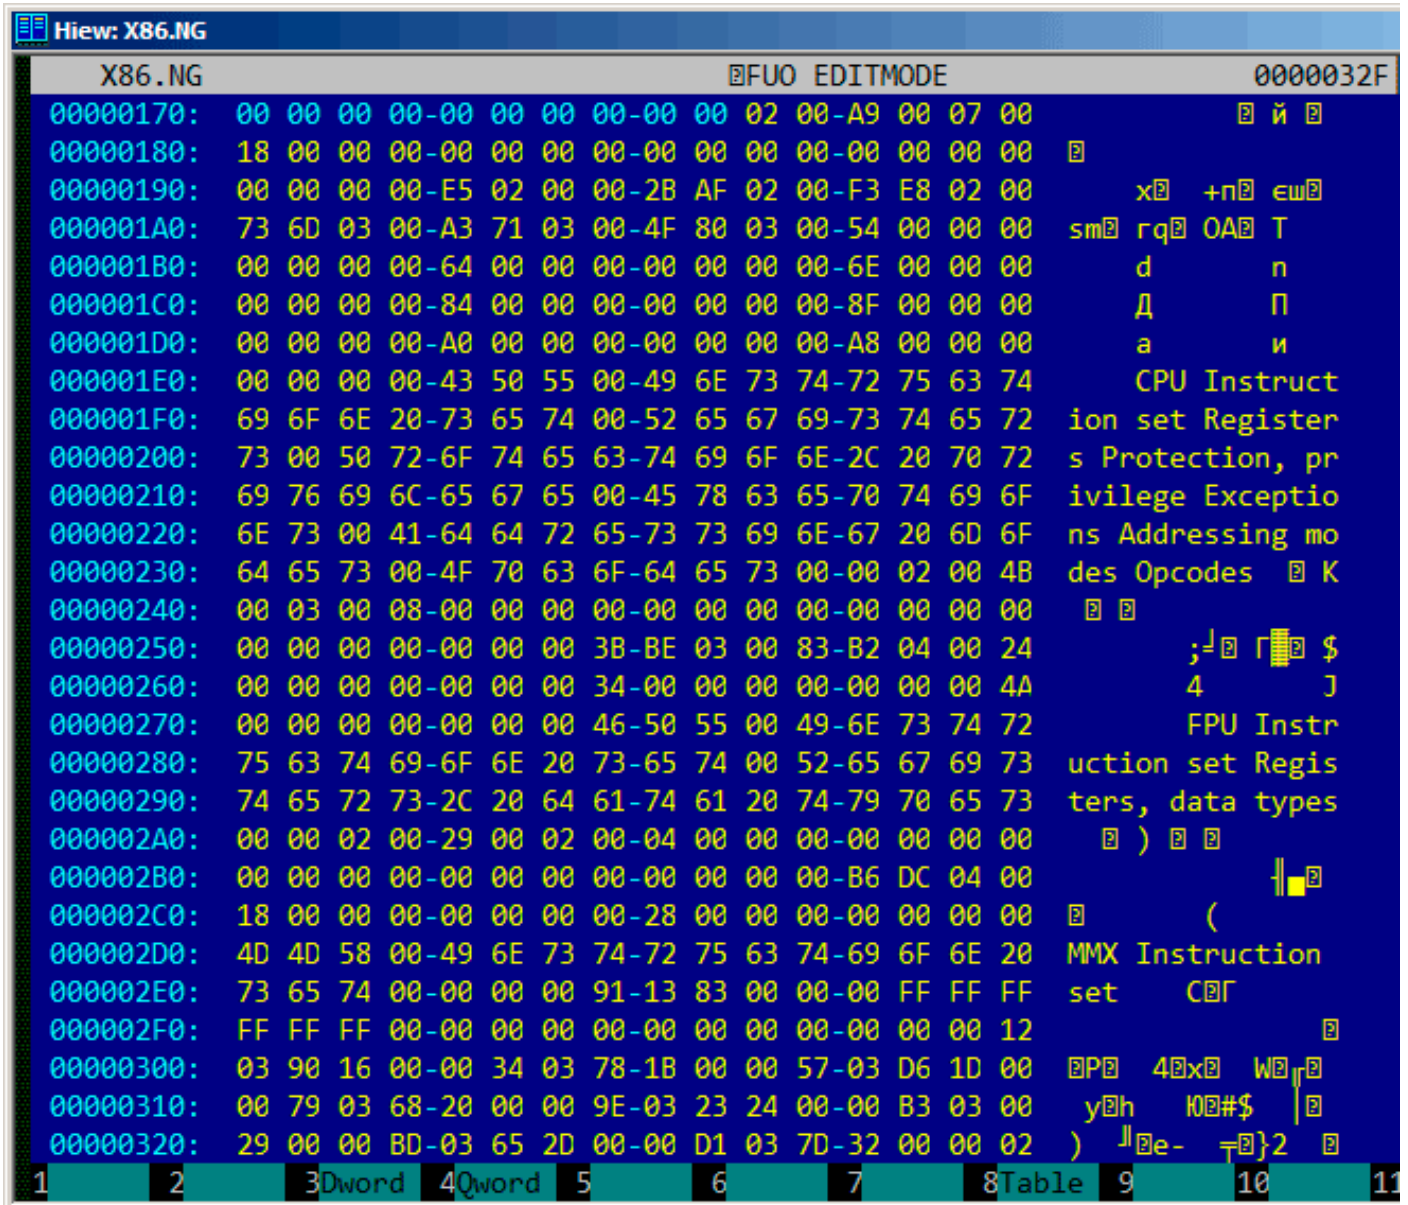 Hiew: X86.NG
X86.NG FUO EDITMODE 0000032F
00000170: 00 00 00 00-00 00 00 00-00 00 02 00-A9 00 07 00 й
00000180: 18 00 00 00-00 00 00 00-00 00 00 00-00 00 00 00
00000190: 00 00 00 00-E5 02 00 00-2B AF 02 00-F3 E8 02 00 х +п єш
000001A0: 73 6D 03 00-A3 71 03 00-4F 80 03 00-54 00 00 00 sm гq OA T
000001B0: 00 00 00 00-64 00 00 00-00 00 00 00-6E 00 00 00 d n
000001C0: 00 00 00 00-84 00 00 00-00 00 00 00-8F 00 00 00 Д П
000001D0: 00 00 00 00-A0 00 00 00-00 00 00 00-A8 00 00 00 а и
000001E0: 00 00 00 00-43 50 55 00-49 6E 73 74-72 75 63 74 CPU Instruct
000001F0: 69 6F 6E 20-73 65 74 00-52 65 67 69-73 74 65 72 ion set Register
00000200: 73 00 50 72-6F 74 65 63-74 69 6F 6E-2C 20 70 72 s Protection, pr
00000210: 69 76 69 6C-65 67 65 00-45 78 63 65-70 74 69 6F ivilege Exceptio
00000220: 6E 73 00 41-64 64 72 65-73 73 69 6E-67 20 6D 6F ns Addressing mo
00000230: 64 65 73 00-4F 70 63 6F-64 65 73 00-00 02 00 4B des Opcodes K
00000240: 00 03 00 08-00 00 00 00-00 00 00 00-00 00 00 00
00000250: 00 00 00 00-00 00 00 3B-BE 03 00 83-B2 04 00 24 ;╛ Г▓ $
00000260: 00 00 00 00-00 00 00 34-00 00 00 00-00 00 00 4A 4 J
00000270: 00 00 00 00-00 00 00 46-50 55 00 49-6E 73 74 72 FPU Instr
00000280: 75 63 74 69-6F 6E 20 73-65 74 00 52-65 67 69 73 uction set Regis
00000290: 74 65 72 73-2C 20 64 61-74 61 20 74-79 70 65 73 ters, data types
000002A0: 00 00 02 00-29 00 02 00-04 00 00 00-00 00 00 00 )
000002B0: 00 00 00 00-00 00 00 00-00 00 00 00-B6 DC 04 00 ╢▄
000002C0: 18 00 00 00-00 00 00 00-28 00 00 00-00 00 00 00 (
000002D0: 4D 4D 58 00-49 6E 73 74-72 75 63 74-69 6F 6E 20 MMX Instruction
000002E0: 73 65 74 00-00 00 00 91-13 83 00 00-00 FF FF FF set С Г
000002F0: FF FF FF 00-00 00 00 00-00 00 00 00-00 00 00 12
00000300: 03 90 16 00-00 34 03 78-1B 00 00 57-03 D6 1D 00 Р 4 x W ╓
00000310: 00 79 03 68-20 00 00 9E-03 23 24 00-00 B3 03 00 y h Ю #$ │
00000320: 29 00 00 BD-03 65 2D 00-00 D1 03 7D-32 00 00 02 ) ╜ e- ╤ }2
1 2 3Dword 4Qword 5 6 7 8Table 9 10 11